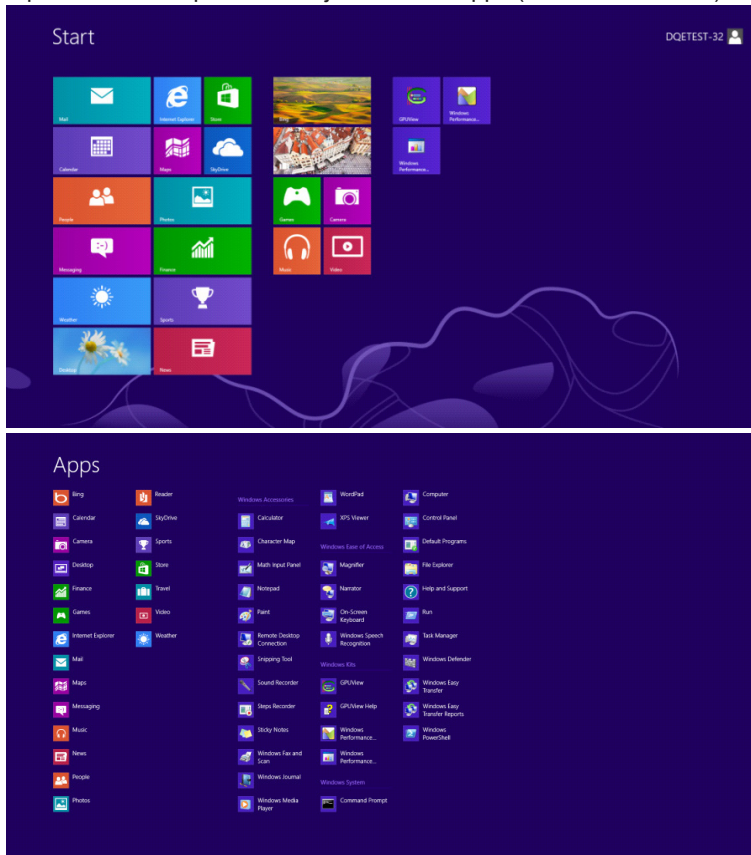 Start
DQETEST-32
Mail
Internet Explorer
Store
Bing
GPUView
Windows
Performance...
Calendar
Maps
SkyDrive
Windows
Performance...
People
Photos
Games
Camera
Messaging
Finance
Music
Video
Weather
Sports
Desktop
News
Apps
Bing
Calendar
Camera
Desktop
Finance
Games
Internet Explorer
Mail
Maps
Messaging
Music
News
People
Photos
Reader
SkyDrive
Sports
Store
Travel
Video
Weather
Windows Accessories
Calculator
Character Map
Math Input Panel
Notepad
Paint
Remote Desktop
Connection
Snipping Tool
Sound Recorder
Steps Recorder
Sticky Notes
Windows Fax and
Scan
Windows Journal
Windows Media
Player
WordPad
XPS Viewer
Windows Ease of Access
Magnifier
Narrator
On-Screen
Keyboard
Windows Speech
Recognition
Windows Kits
GPUView
GPUView Help
Windows
Performance...
Windows
Performance...
Windows System
Command Prompt
Computer
Control Panel
Default Programs
File Explorer
Help and Support
Run
Task Manager
Windows Defender
Windows Easy
Transfer
Windows Easy
Transfer Reports
Windows
PowerShell